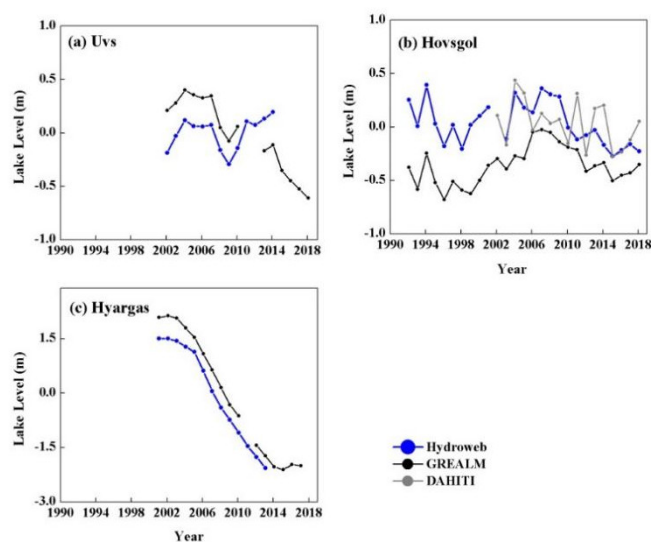 (a) Uvs
Lake Level (m)
1.0
0.5
0.0
-0.5
-1.0
1990 1994 1998 2002 2006 2010 2014 2018
(b) Hovsgol
Lake Level (m)
1.0
0.5
0.0
-0.5
-1.0
1990 1994 1998 2002 2006 2010 2014 2018
Year
(c) Hyargas
Lake Level (m)
1.5
0.0
-1.5
-3.0
1990 1994 1998 2002 2006 2010 2014 2018
Year
Hydroweb
GREALM
DAHITI